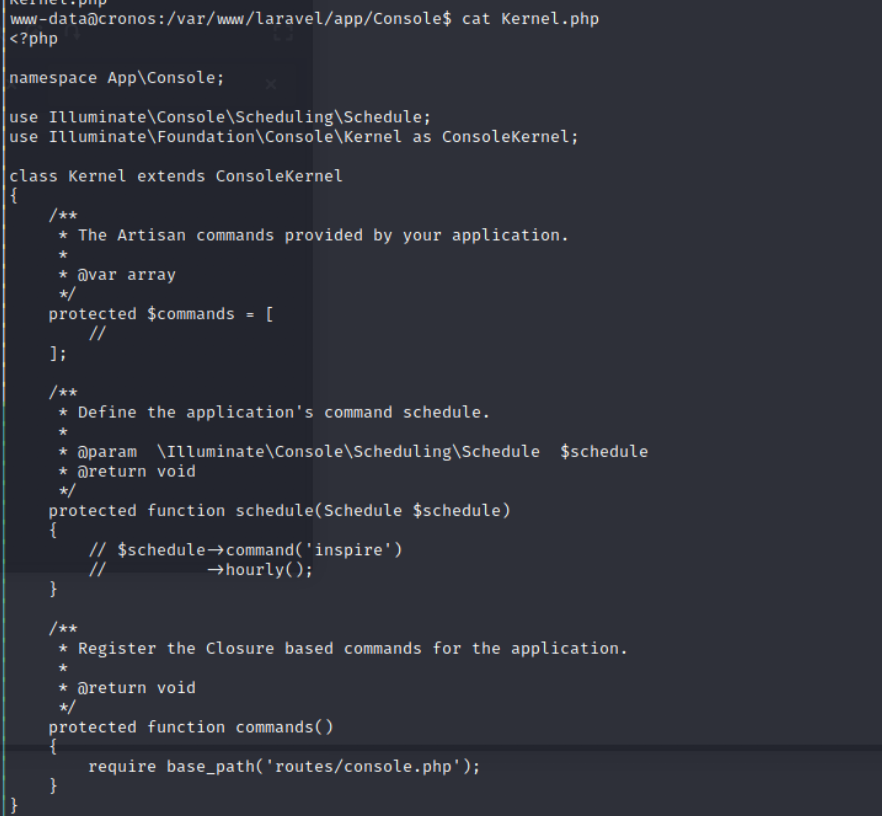 Kernel.php
www-data@cronos:/var/www/laravel/app/Console$ cat Kernel.php
<?php

namespace App\Console;

use Illuminate\Console\Scheduling\Schedule;
use Illuminate\Foundation\Console\Kernel as ConsoleKernel;

class Kernel extends ConsoleKernel
{
    /**
     * The Artisan commands provided by your application.
     *
     * @var array
     */
    protected $commands = [
        //
    ];

    /**
     * Define the application's command schedule.
     *
     * @param  \Illuminate\Console\Scheduling\Schedule  $schedule
     * @return void
     */
    protected function schedule(Schedule $schedule)
    {
        // $schedule->command('inspire')
        //          ->hourly();
    }

    /**
     * Register the Closure based commands for the application.
     *
     * @return void
     */
    protected function commands()
    {
        require base_path('routes/console.php');
    }
}